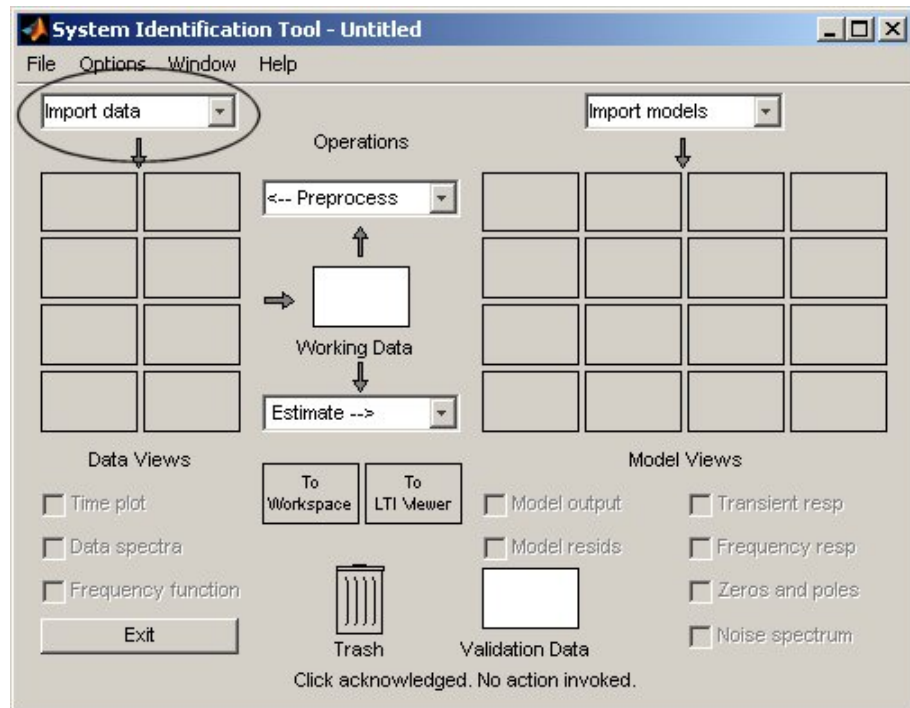 System Identification Tool - Untitled
File Options Window Help
Import data
Import models
Operations
<-- Preprocess
Working Data
Estimate -->
Data Views
Model Views
To Workspace
To LTI Viewer
Time plot
Data spectra
Frequency function
Model output
Model resids
Transient resp
Frequency resp
Zeros and poles
Noise spectrum
Exit
Trash
Validation Data
Click acknowledged. No action invoked.